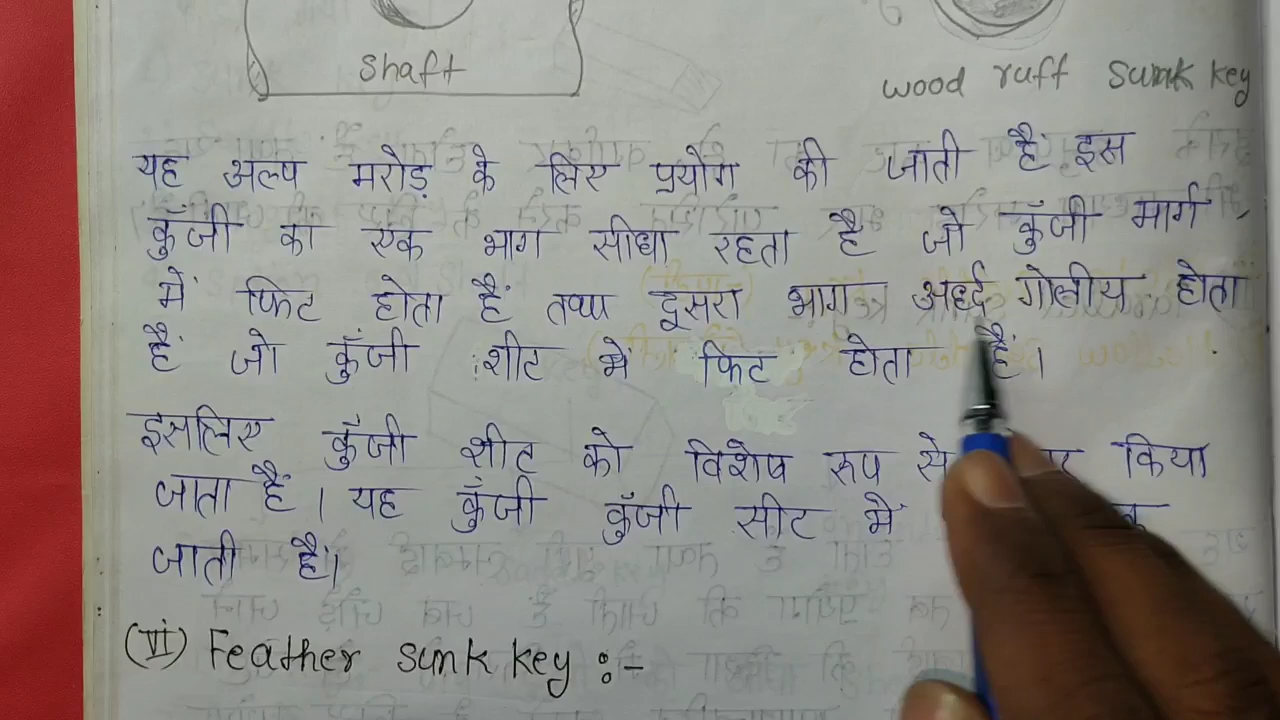 Shaft
wood ruff Sunk key
यह अल्प मरोड़ के लिए प्रयोग की जाती है इस
कुँजी का एक भाग सीधा रहता है जो कुँजी मार्ग
में फिट होता हैं तथा दूसरा भाग अर्ध्द गोलीय होता
हैं जो कुँजी शीट में फिट होता हैं।
इसलिए कुँजी शीट को विशेष रूप से किया
जाता हैं। यह कुँजी कुँजी सीट में
जाती हैं।
(VI) Feather sunk key :-